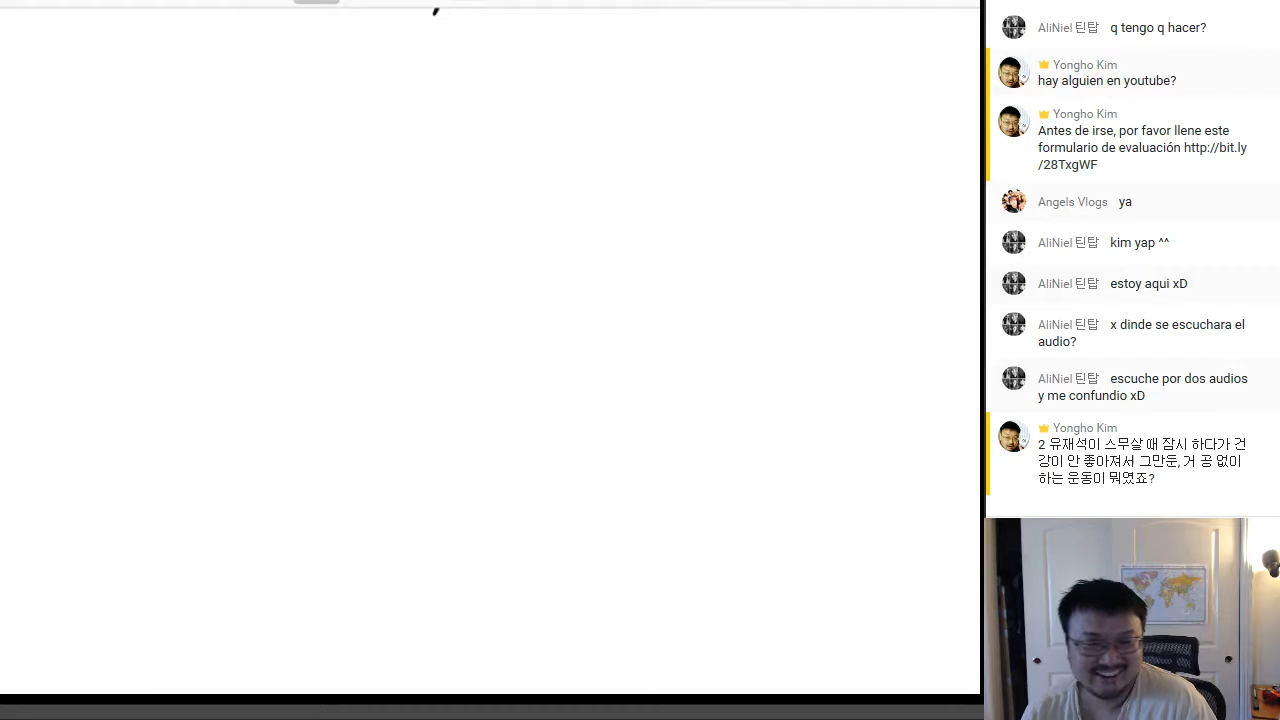 AliNiel 틴탑 q tengo q hacer?
Yongho Kim
hay alguien en youtube?
Yongho Kim
Antes de irse, por favor llene este
formulario de evaluación http://bit.ly
/28TxgWF
Angels Vlogs ya
AliNiel 틴탑 kim yap ^^
AliNiel 틴탑 estoy aqui xD
AliNiel 틴탑 x dinde se escuchara el
audio?
AliNiel 틴탑 escuche por dos audios
y me confundio xD
Yongho Kim
2 유재석이 스무살 때 잠시 하다가 건
강이 안 좋아져서 그만둔, 거 공 없이
하는 운동이 뭐였죠?